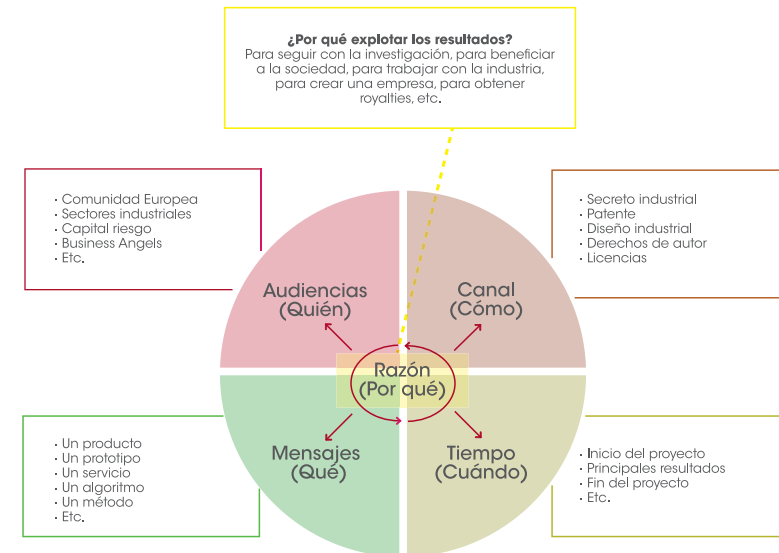 ¿Por qué explotar los resultados?
Para seguir con la investigación, para beneficiar
a la sociedad, para trabajar con la industria,
para crear una empresa, para obtener
royalties, etc.
· Comunidad Europea
· Sectores industriales
· Capital riesgo
· Business Angels
· Etc.
· Secreto industrial
· Patente
· Diseño industrial
· Derechos de autor
· Licencias
Audiencias
(Quién)
Canal
(Cómo)
Razón
(Por qué)
Mensajes
(Qué)
Tiempo
(Cuándo)
· Un producto
· Un prototipo
· Un servicio
· Un algoritmo
· Un método
· Etc.
· Inicio del proyecto
· Principales resultados
· Fin del proyecto
· Etc.